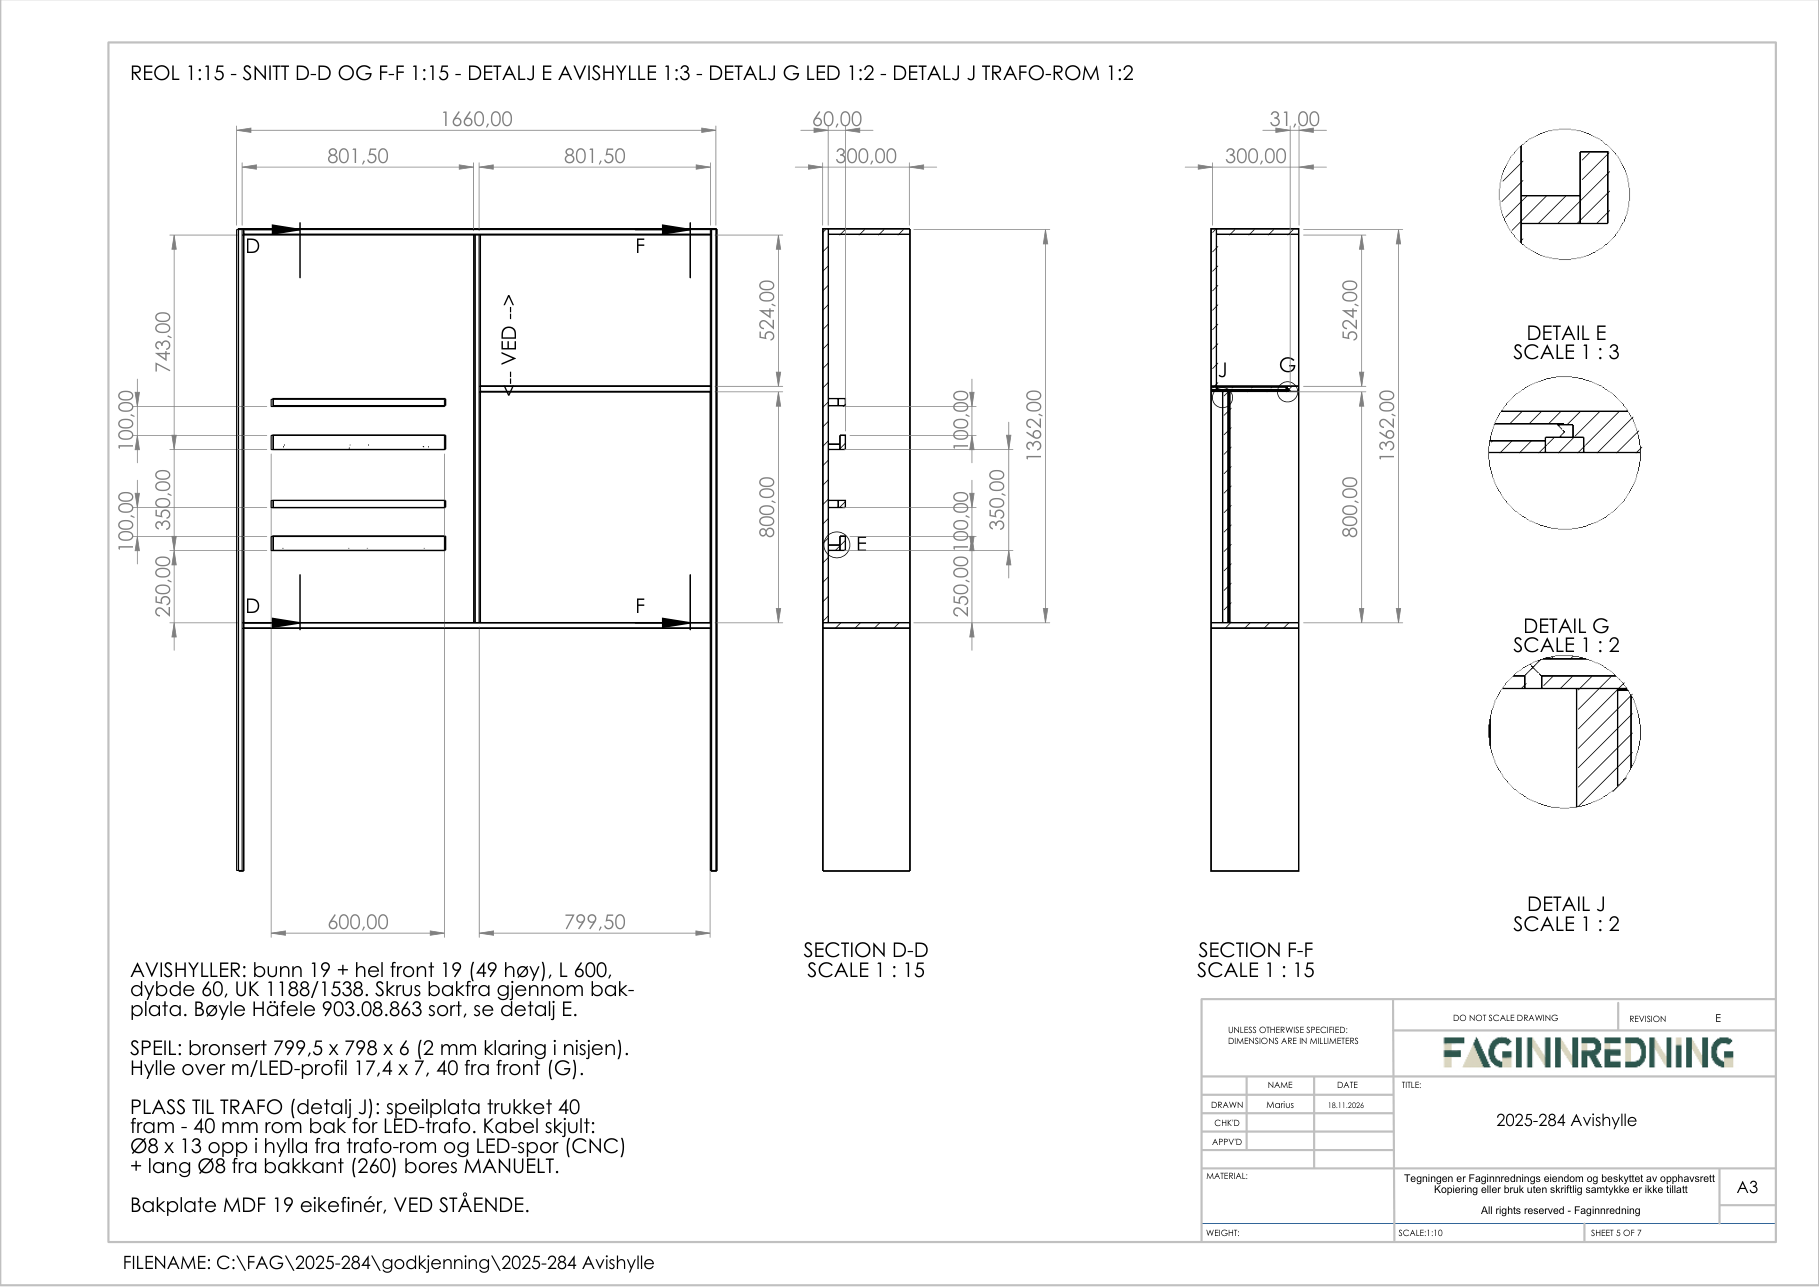 REOL 1:15 - SNITT D-D OG F-F 1:15 - DETALJ E AVISHYLLE 1:3 - DETALJ G LED 1:2 - DETALJ J TRAFO-ROM 1:2
1660,00
801,50
801,50
60,00
300,00
31,00
300,00
D
F
743,00
100,00
350,00
100,00
250,00
<-- VED -->
524,00
800,00
D
F
600,00
799,50
E
100,00
100,00
350,00
250,00
1362,00
SECTION D-D
SCALE 1 : 15
J
G
524,00
800,00
1362,00
SECTION F-F
SCALE 1 : 15
DETAIL E
SCALE 1 : 3
DETAIL G
SCALE 1 : 2
DETAIL J
SCALE 1 : 2
AVISHYLLER: bunn 19 + hel front 19 (49 høy), L 600,
dybde 60, UK 1188/1538. Skrus bakfra gjennom bak-
plata. Bøyle Häfele 903.08.863 sort, se detalj E.
SPEIL: bronsert 799,5 x 798 x 6 (2 mm klaring i nisjen).
Hylle over m/LED-profil 17,4 x 7, 40 fra front (G).
PLASS TIL TRAFO (detalj J): speilplata trukket 40
fram - 40 mm rom bak for LED-trafo. Kabel skjult:
Ø8 x 13 opp i hylla fra trafo-rom og LED-spor (CNC)
+ lang Ø8 fra bakkant (260) bores MANUELT.
Bakplate MDF 19 eikefinér, VED STÅENDE.
UNLESS OTHERWISE SPECIFIED:
DIMENSIONS ARE IN MILLIMETERS
DO NOT SCALE DRAWING
REVISION
E
FAGINNREDNING
NAME
DATE
TITLE:
DRAWN
Marius
18.11.2026
CHK'D
APPV'D
2025-284 Avishylle
MATERIAL:
Tegningen er Faginnrednings eiendom og beskyttet av opphavsrett
Kopiering eller bruk uten skriftlig samtykke er ikke tillatt
All rights reserved - Faginnredning
A3
WEIGHT:
SCALE:1:10
SHEET 5 OF 7
FILENAME: C:\FAG\2025-284\godkjenning\2025-284 Avishylle